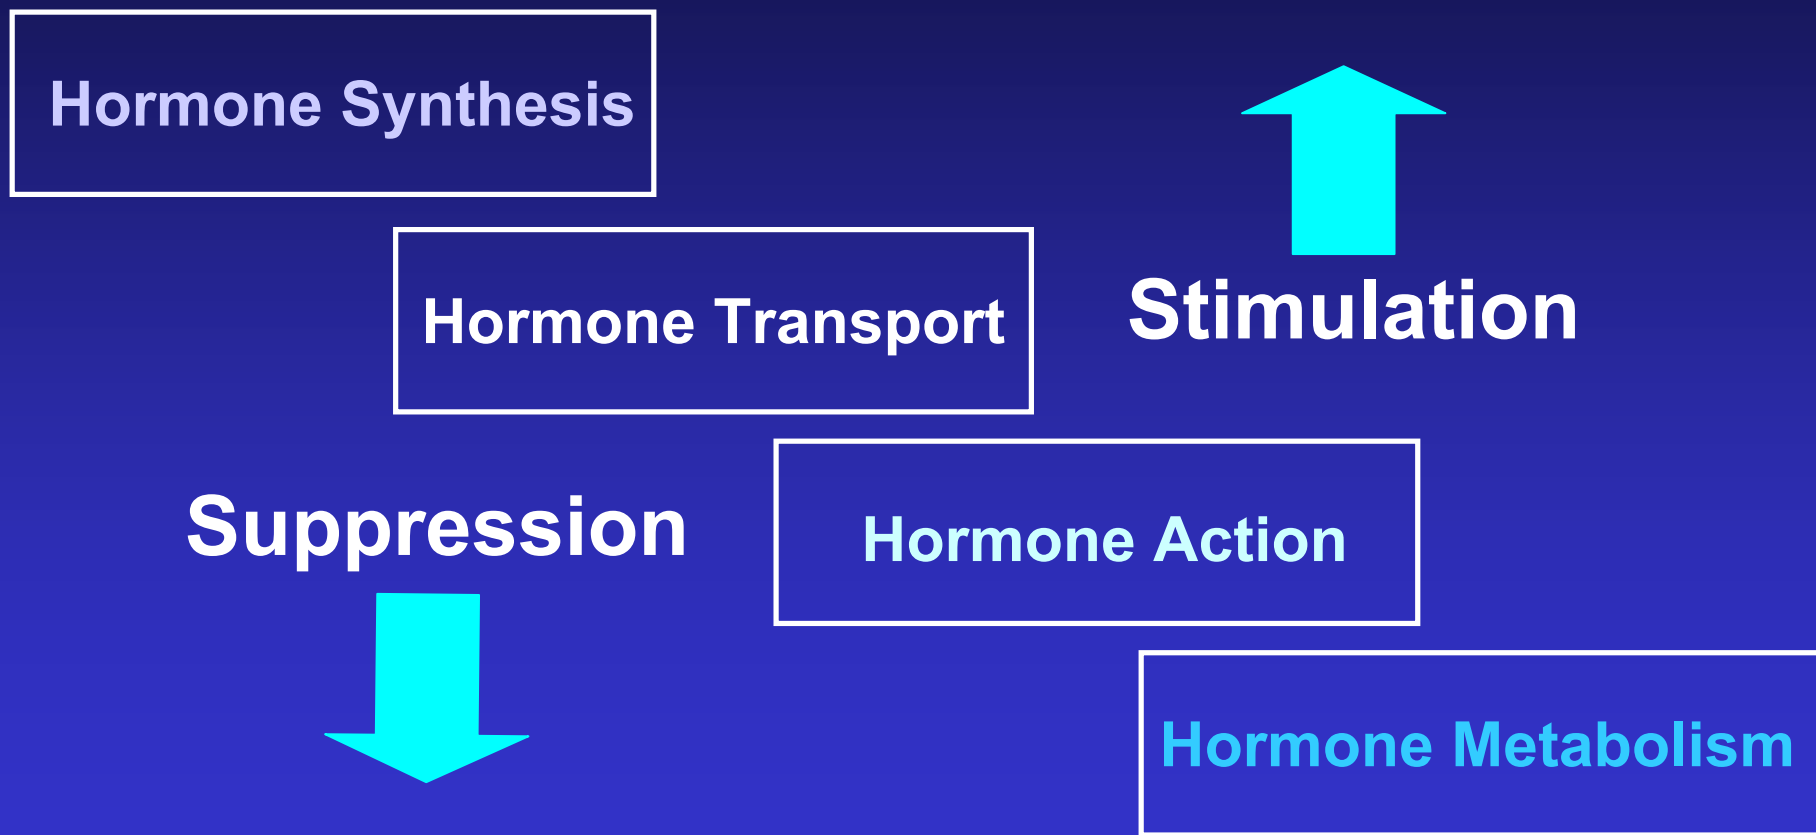 Hormone Synthesis
Hormone Transport
Stimulation
Suppression
Hormone Action
Hormone Metabolism